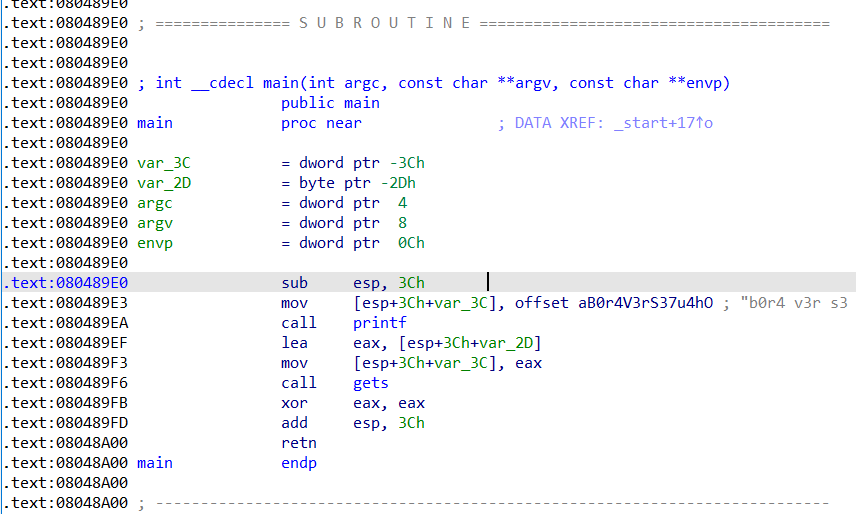 .text:080489E0
.text:080489E0 ; =============== S U B R O U T I N E =======================================
.text:080489E0
.text:080489E0
.text:080489E0 ; int __cdecl main(int argc, const char **argv, const char **envp)
.text:080489E0 public main
.text:080489E0 main proc near ; DATA XREF: _start+17↑o
.text:080489E0
.text:080489E0 var_3C = dword ptr -3Ch
.text:080489E0 var_2D = byte ptr -2Dh
.text:080489E0 argc = dword ptr 4
.text:080489E0 argv = dword ptr 8
.text:080489E0 envp = dword ptr 0Ch
.text:080489E0
.text:080489E0 sub esp, 3Ch
.text:080489E3 mov [esp+3Ch+var_3C], offset aB0r4V3rS37u4hO ; "b0r4 v3r s3
.text:080489EA call printf
.text:080489EF lea eax, [esp+3Ch+var_2D]
.text:080489F3 mov [esp+3Ch+var_3C], eax
.text:080489F6 call gets
.text:080489FB xor eax, eax
.text:080489FD add esp, 3Ch
.text:08048A00 retn
.text:08048A00 main endp
.text:08048A00
.text:08048A00 ; ---------------------------------------------------------------------------